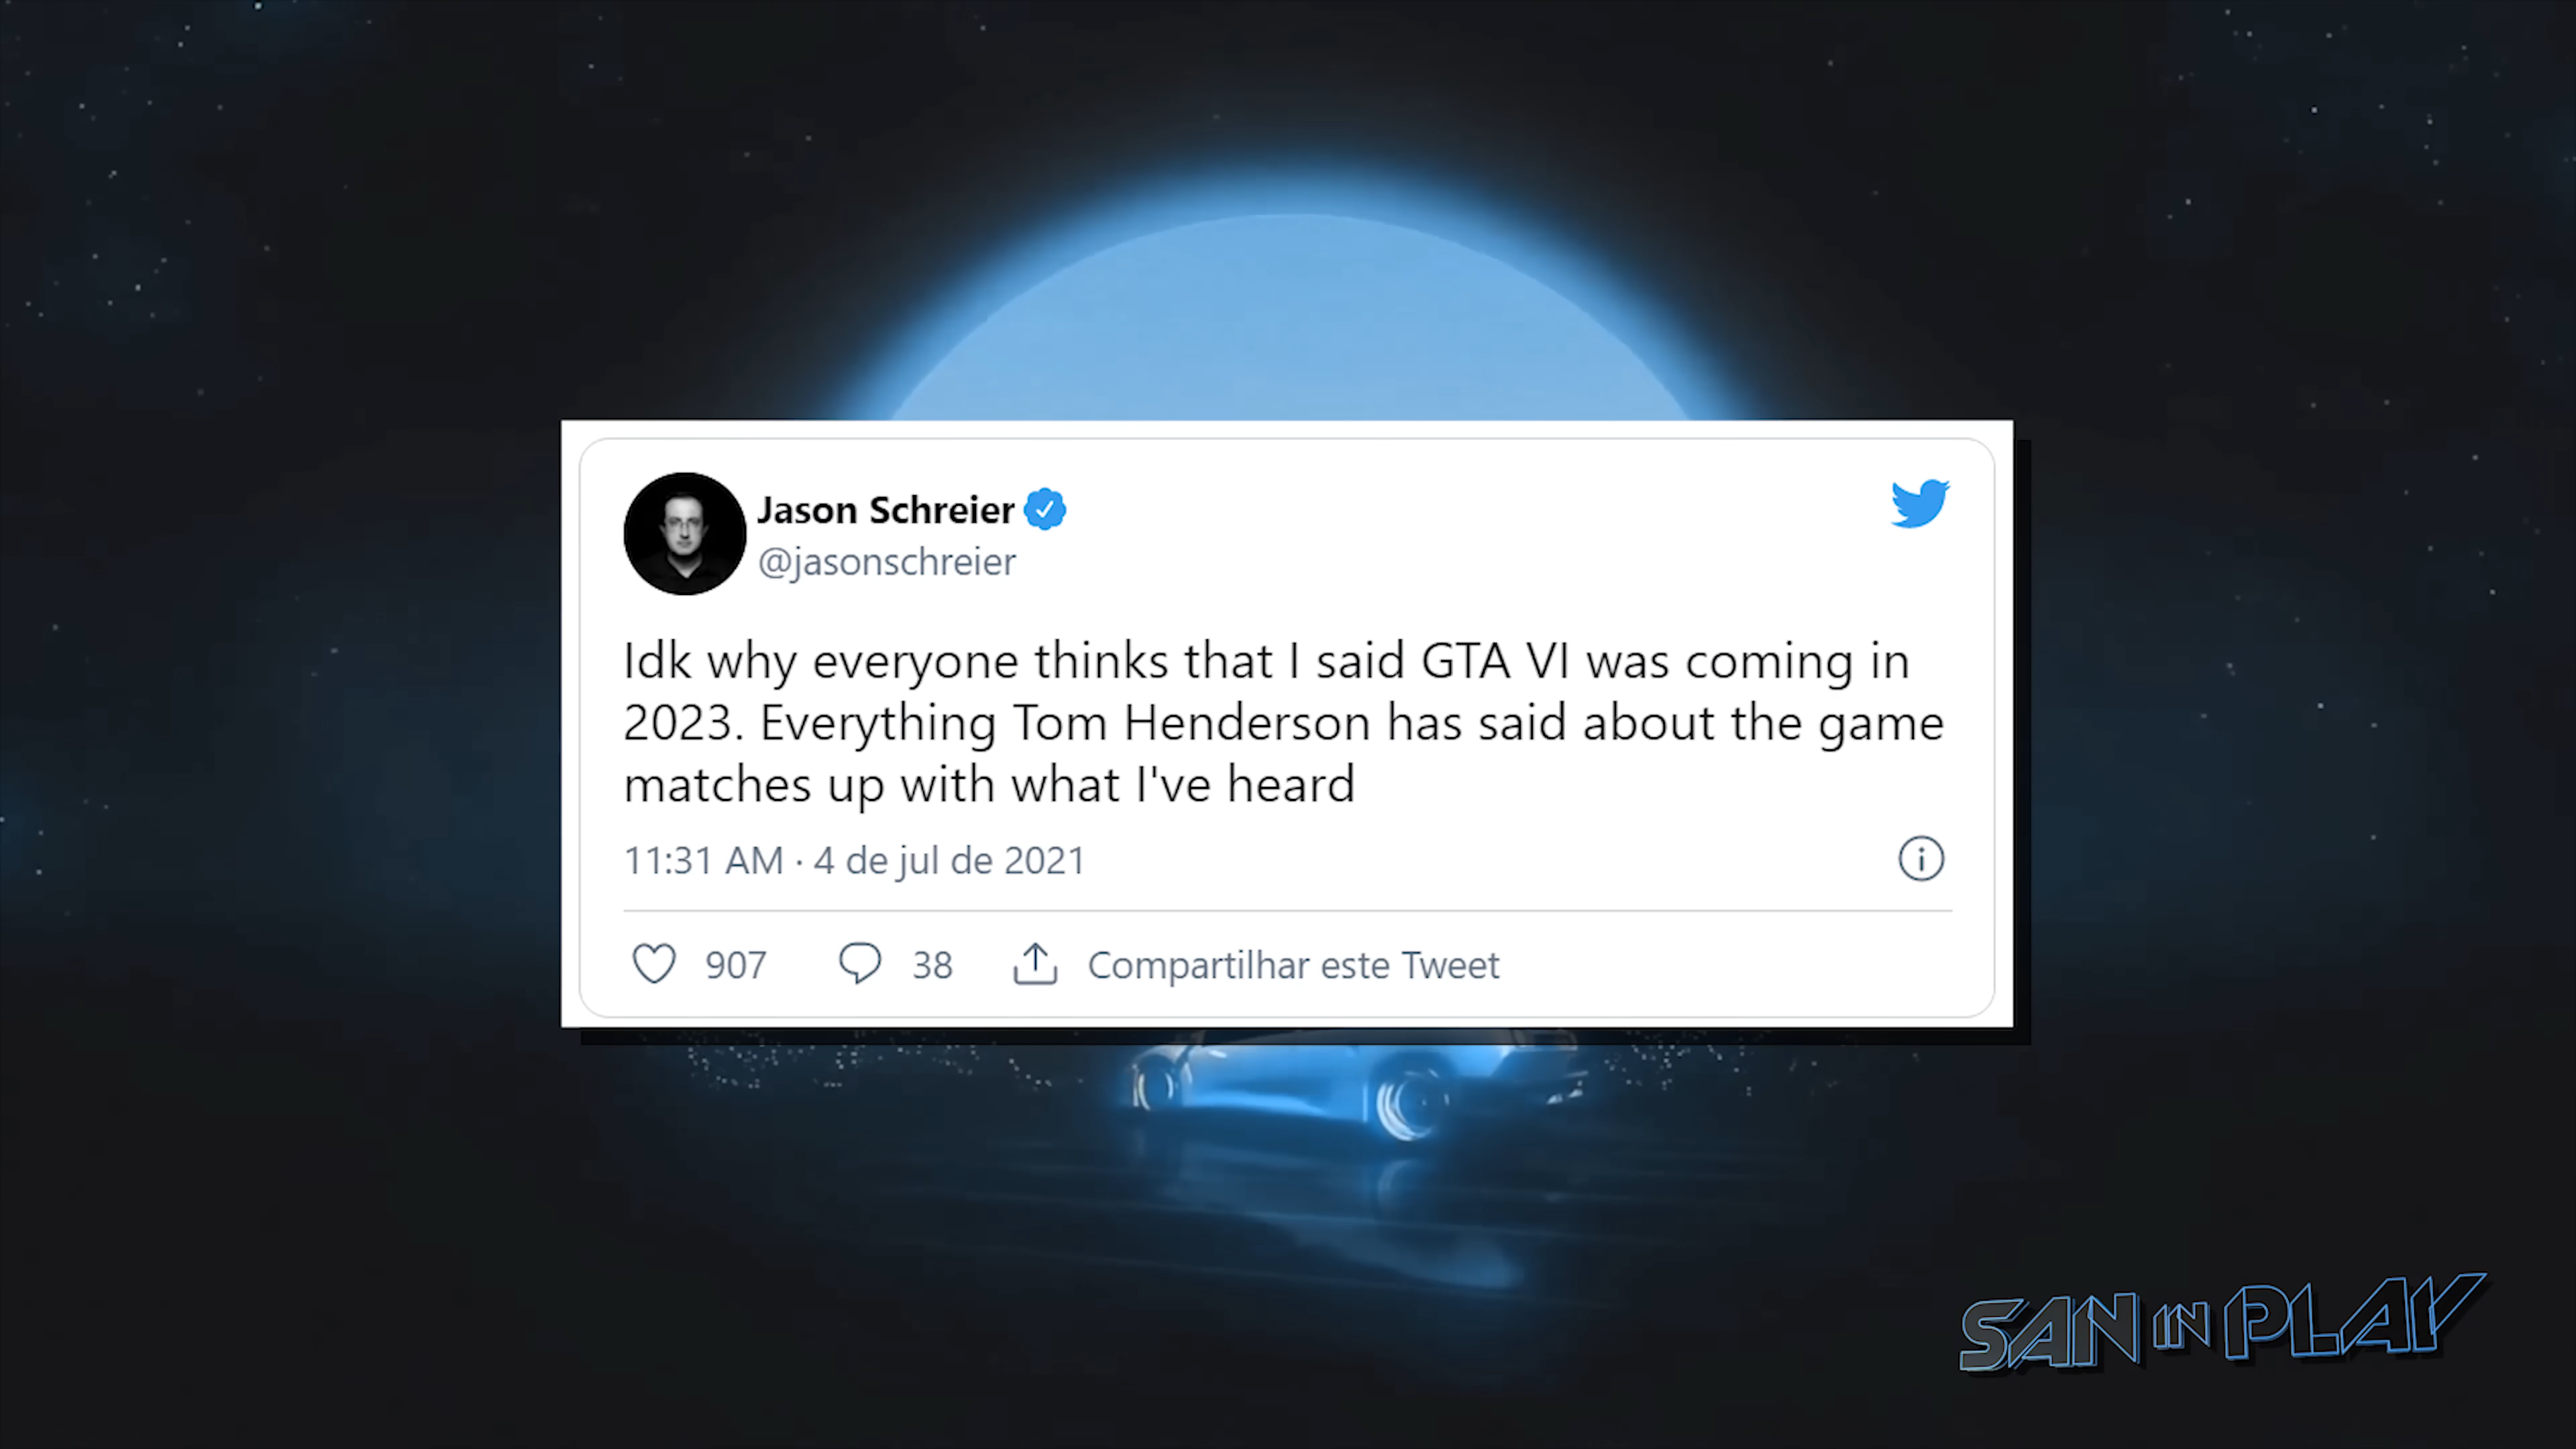 Jason Schreier
@jasonschreier
Idk why everyone thinks that I said GTA VI was coming in
2023. Everything Tom Henderson has said about the game
matches up with what I've heard
11:31 AM · 4 de jul de 2021
907 38 Compartilhar este Tweet
SAN IN PLAY